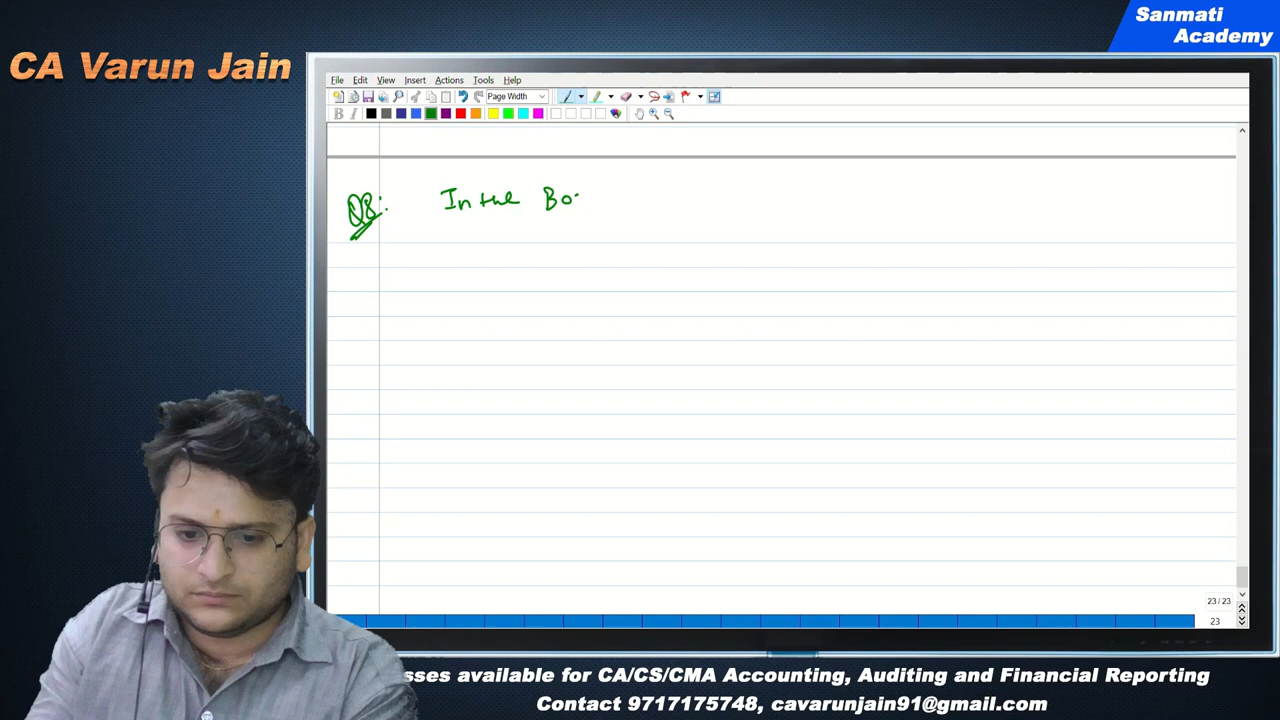 Sanmati
Academy
CA Varun Jain
File Edit View Insert Actions Tools Help
Page Width
B I
Q8: In the Bo
23 / 23
23
sses available for CA/CS/CMA Accounting, Auditing and Financial Reporting
Contact 9717175748, cavarunjain91@gmail.com